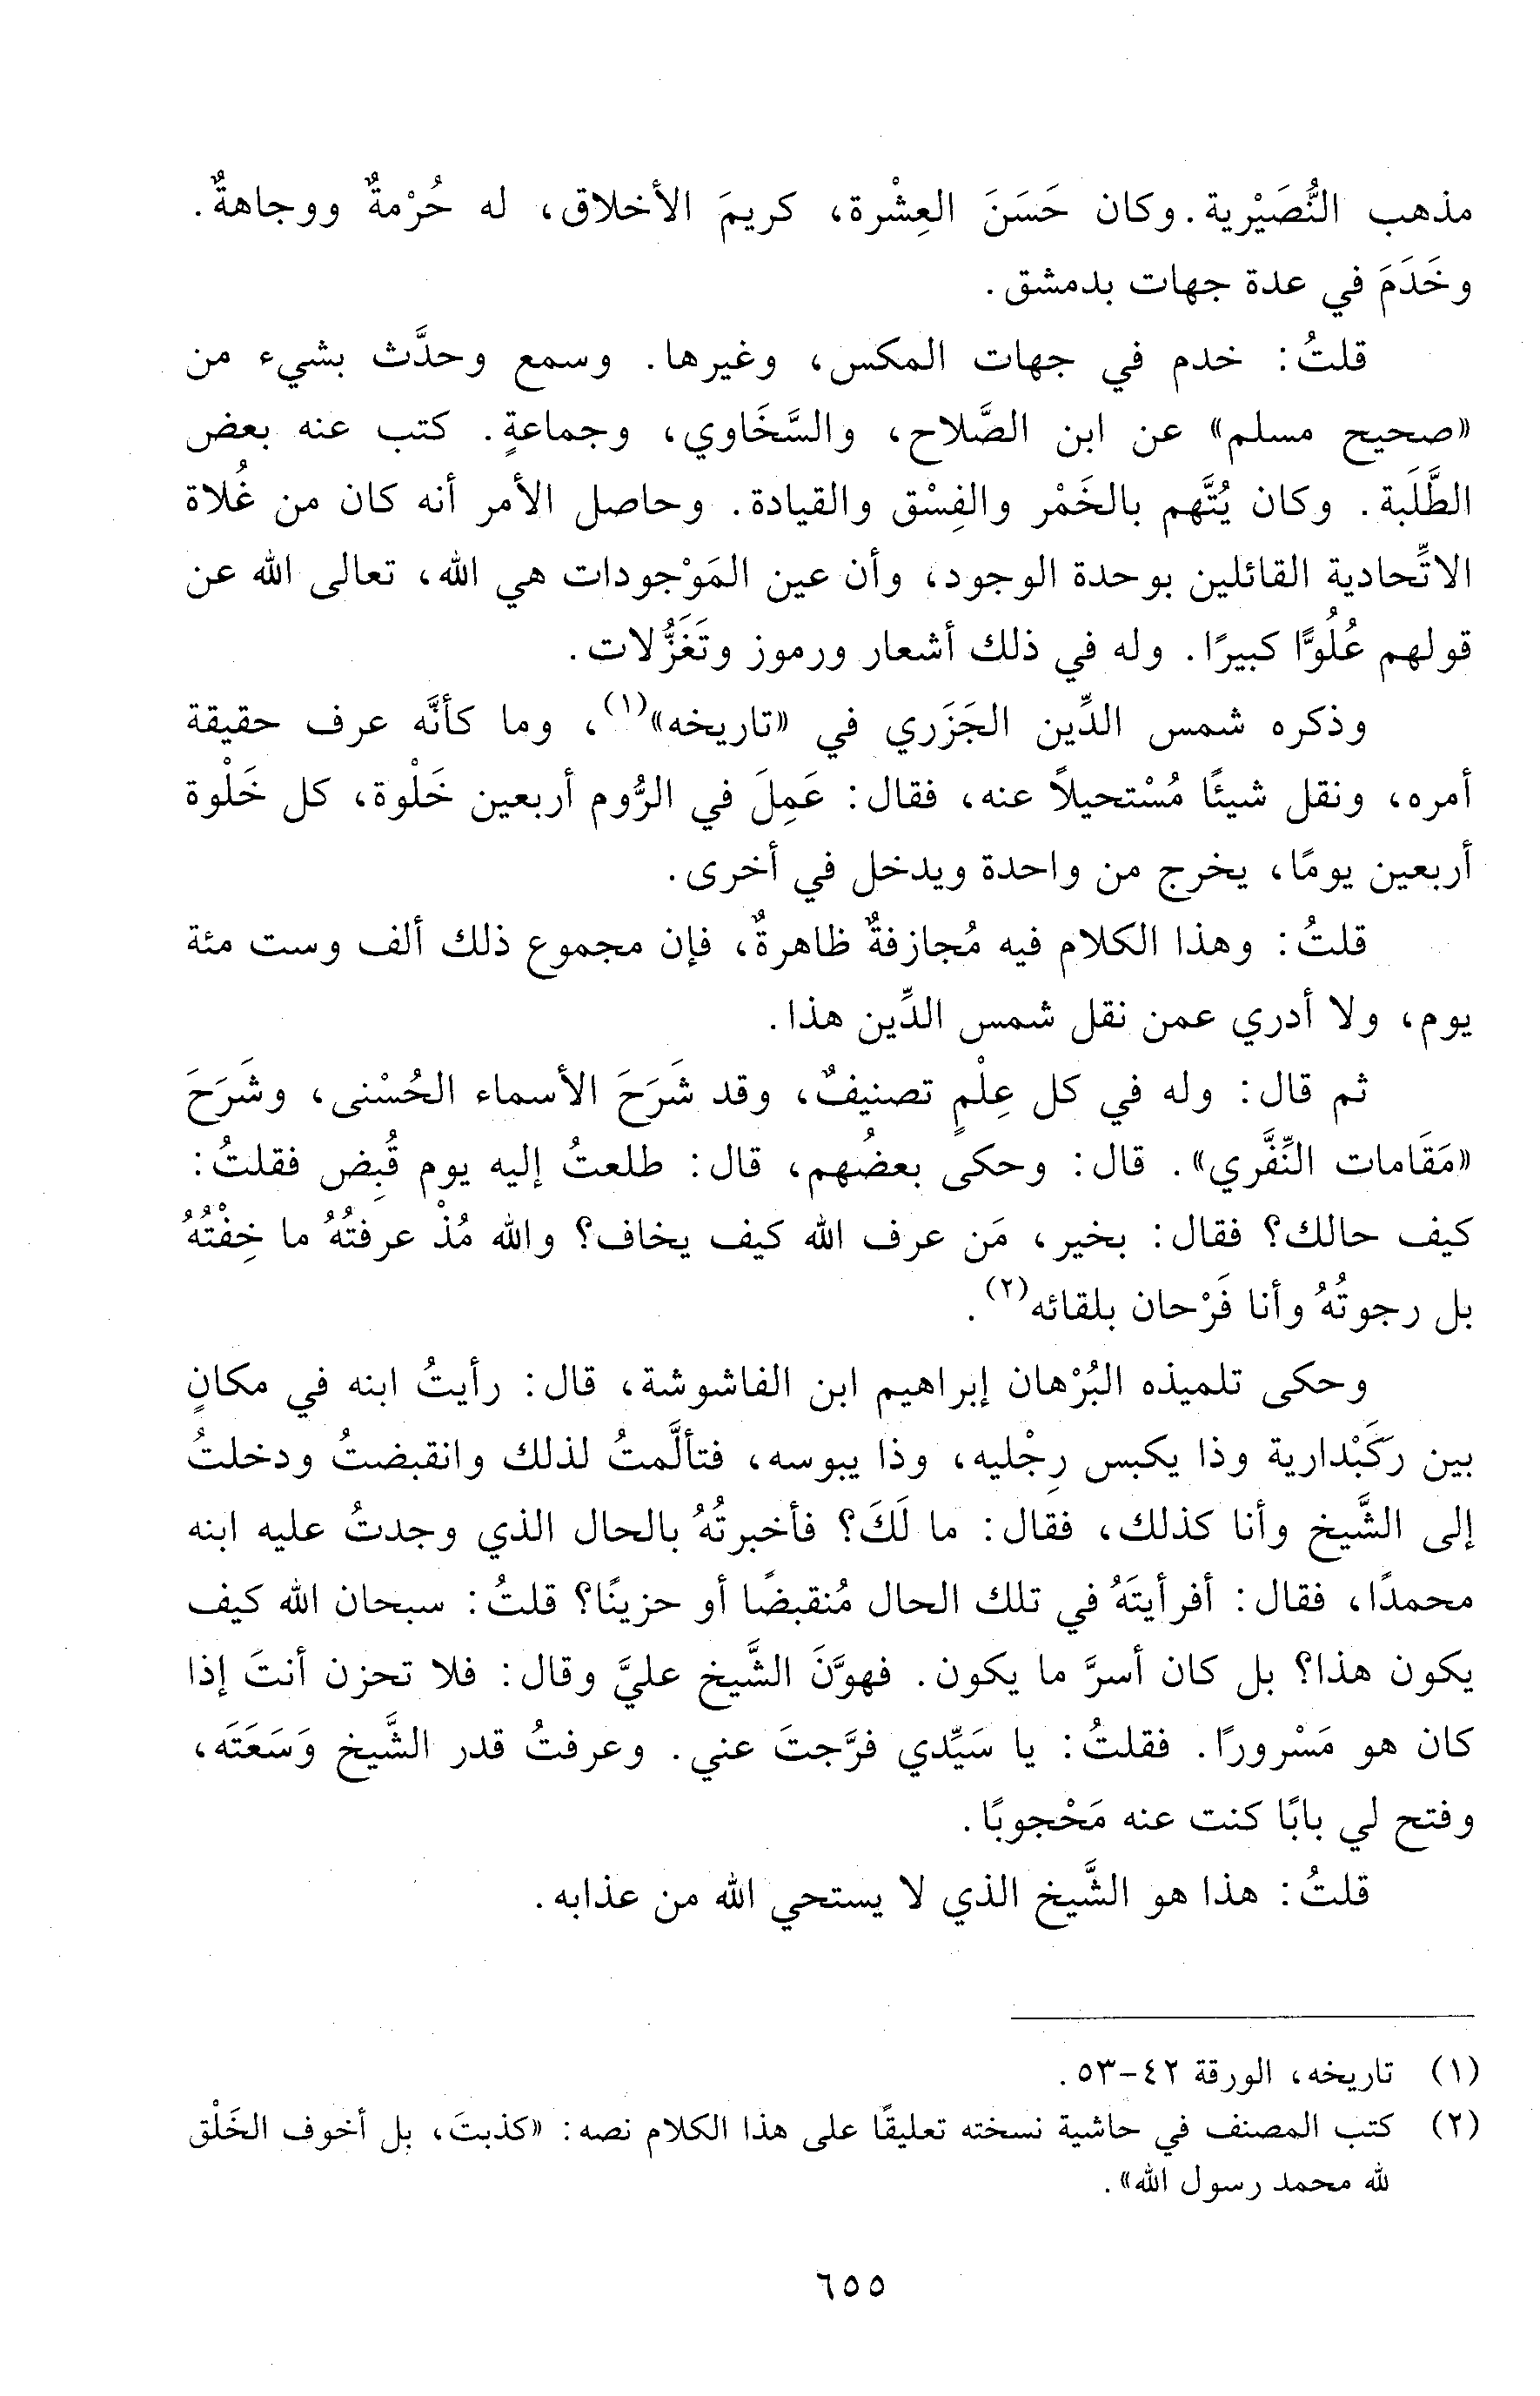 مذهب النُّصَيْرية. وكان حَسَنَ العِشْرة، كريمَ الأخلاق، له حُرْمةٌ ووجاهةٌ.
وخَدَمَ في عدة جهات بدمشق.
قلتُ: خدم في جهات المكس، وغيرها. وسمع وحدَّث بشيء من
«صحيح مسلم» عن ابن الصَّلاح، والسَّخَاوي، وجماعةٍ. كتب عنه بعض
الطَّلَبة. وكان يُتَّهم بالخَمْر والفِسْق والقيادة. وحاصل الأمر أنه كان من غُلاة
الاتِّحادية القائلين بوحدة الوجود، وأن عين المَوْجودات هي الله، تعالى الله عن
قولهم عُلُوًّا كبيرًا. وله في ذلك أشعار ورموز وتَغَزُّلات.
وذكره شمس الدِّين الجَزَري في «تاريخه»(١)، وما كأنَّه عرف حقيقة
أمره، ونقل شيئًا مُسْتحيلاً عنه، فقال: عَمِلَ في الرُّوم أربعين خَلْوة، كل خَلْوة
أربعين يومًا، يخرج من واحدة ويدخل في أخرى.
قلتُ: وهذا الكلام فيه مُجازفةٌ ظاهرةٌ، فإن مجموع ذلك ألف وست مئة
يوم، ولا أدري عمن نقل شمس الدِّين هذا.
ثم قال: وله في كل عِلْمٍ تصنيفٌ، وقد شَرَحَ الأسماء الحُسْنى، وشَرَحَ
«مَقَامات النِّفَّري». قال: وحكى بعضُهم، قال: طلعتُ إليه يوم قُبِض فقلتُ:
كيف حالك؟ فقال: بخير، مَن عرف الله كيف يخاف؟ والله مُذْ عرفتُهُ ما خِفْتُهُ
بل رجوتُهُ وأنا فَرْحان بلقائه(٢).
وحكى تلميذه البُرْهان إبراهيم ابن الفاشوشة، قال: رأيتُ ابنه في مكانٍ
بين ركَبْدارية وذا يكبس رِجْليه، وذا يبوسه، فتألَّمتُ لذلك وانقبضتُ ودخلتُ
إلى الشَّيخ وأنا كذلك، فقال: ما لَكَ؟ فأخبرتُهُ بالحال الذي وجدتُ عليه ابنه
محمدًا، فقال: أفرأيتَهُ في تلك الحال مُنقبضًا أو حزينًا؟ قلتُ: سبحان الله كيف
يكون هذا؟ بل كان أسرَّ ما يكون. فهوَّنَ الشَّيخ عليَّ وقال: فلا تحزن أنتَ إذا
كان هو مَسْرورًا. فقلتُ: يا سَيِّدي فرَّجتَ عني. وعرفتُ قدر الشَّيخ وَسَعَتَه،
وفتح لي بابًا كنت عنه مَحْجوبًا.
قلتُ: هذا هو الشَّيخ الذي لا يستحي الله من عذابه.
(١) تاريخه، الورقة ٤٢-٥٣.
(٢) كتب المصنف في حاشية نسخته تعليقًا على هذا الكلام نصه: «كذبتَ، بل أخوف الخَلْق
لله محمد رسول الله».
٦٥٥